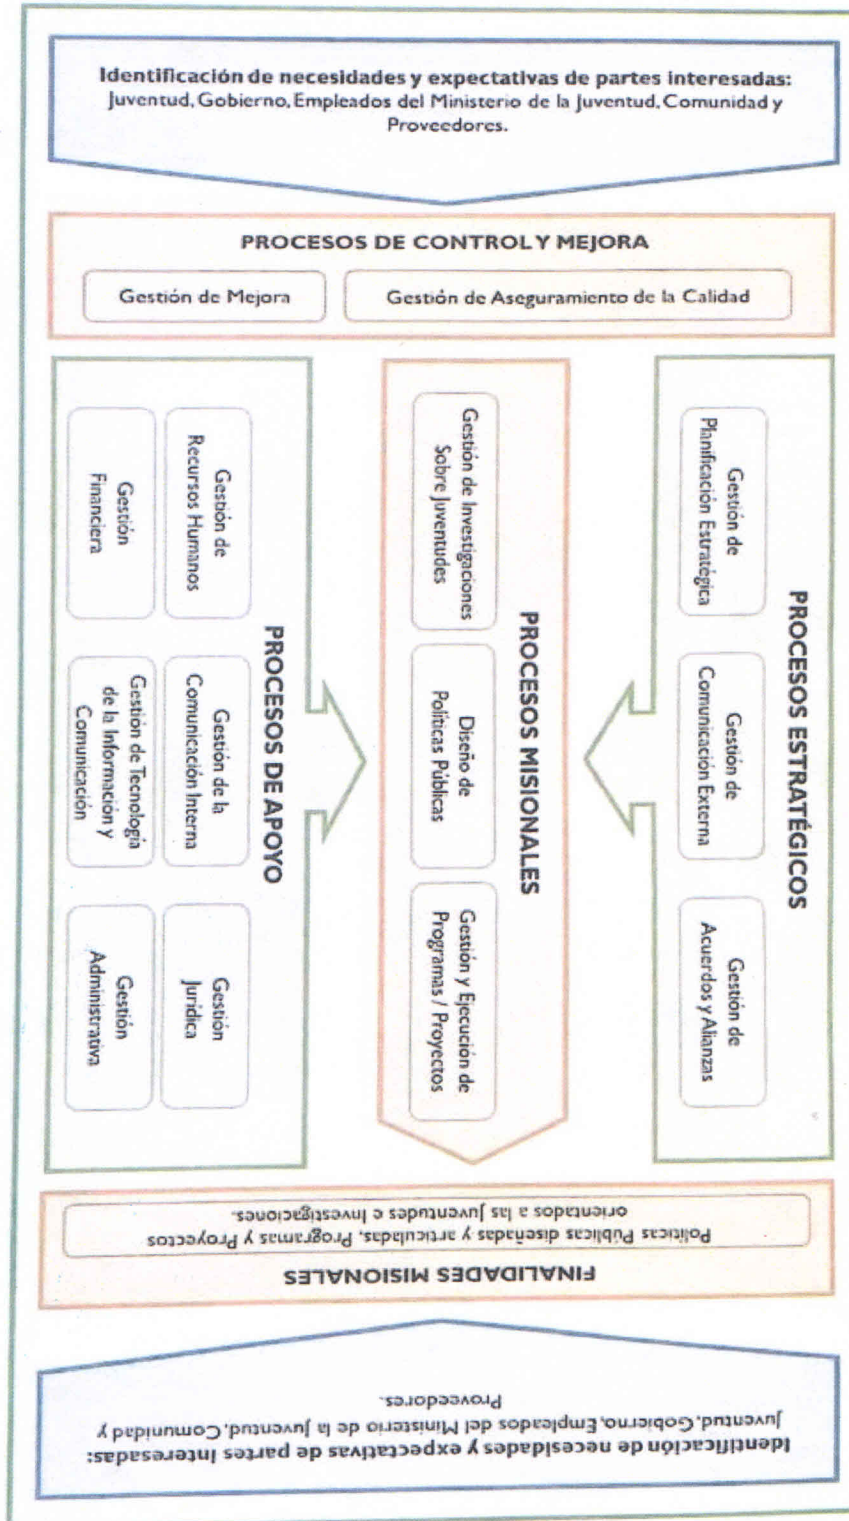 Identificación de necesidades y expectativas de partes interesadas:
Juventud, Gobierno, Empleados del Ministerio de la Juventud, Comunidad y
Proveedores.
PROCESOS DE CONTROL Y MEJORA
Gestión de Mejora
Gestión de Aseguramiento de la Calidad
PROCESOS ESTRATÉGICOS
Gestión de
Planificación Estratégica
Gestión de
Comunicación Externa
Gestión de
Acuerdos y Alianzas
PROCESOS MISIONALES
Gestión de Investigaciones
Sobre Juventudes
Diseño de
Políticas Públicas
Gestión y Ejecución de
Programas / Proyectos
PROCESOS DE APOYO
Gestión de
Recursos Humanos
Gestión de la
Comunicación Interna
Gestión
Jurídica
Gestión
Financiera
Gestión de Tecnología
de la Información y
Comunicación
Gestión
Administrativa
FINALIDADES MISIONALES
Políticas Públicas diseñadas y articuladas, Programas y Proyectos
orientados a las juventudes e Investigaciones.
Identificación de necesidades y expectativas de partes interesadas:
Juventud, Gobierno, Empleados del Ministerio de la Juventud, Comunidad y
Proveedores.